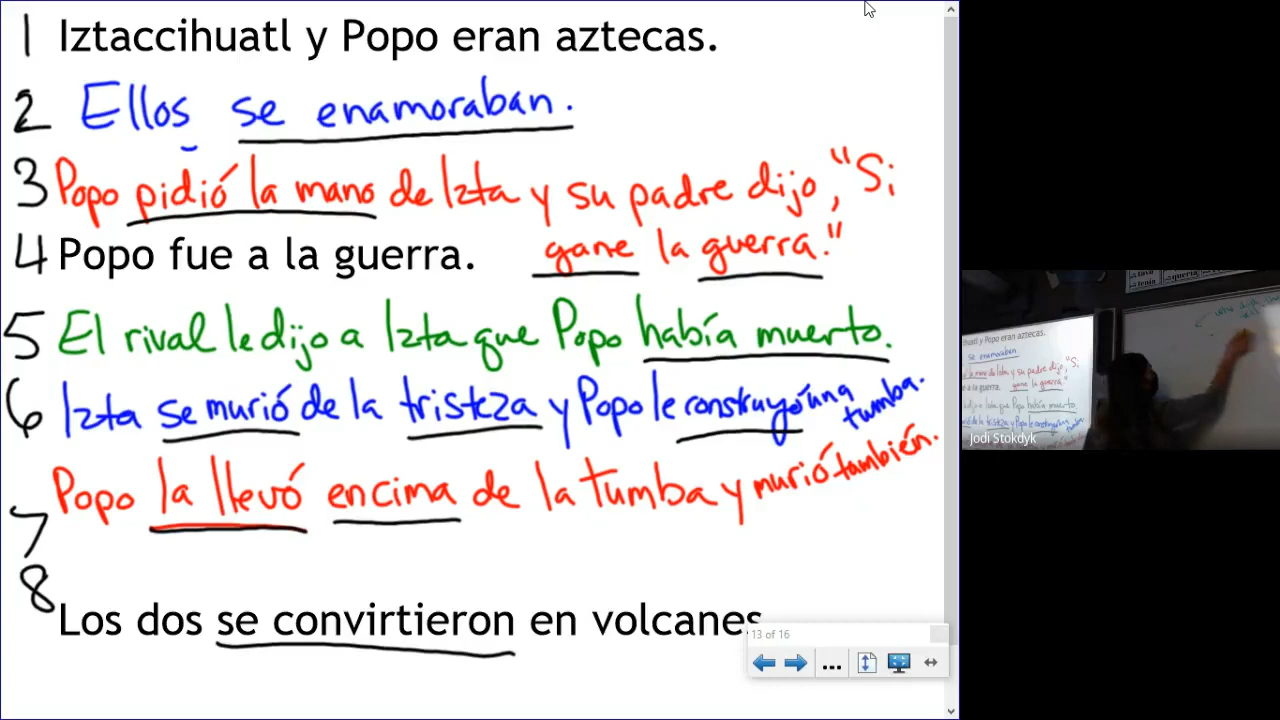 1 Iztaccihuatl y Popo eran aztecas.
2 Ellos se enamoraban.
3 Popo pidió la mano de Izta y su padre dijo, "Si
gane la guerra."
4 Popo fue a la guerra.
5 El rival le dijo a Izta que Popo había muerto.
6 Izta se murió de la tristeza y Popo le construyó una
tumba.
7 Popo la llevó encima de la tumba y murió también.
8 Los dos se convirtieron en volcanes
13 of 16
...
Jodi Stokdyk